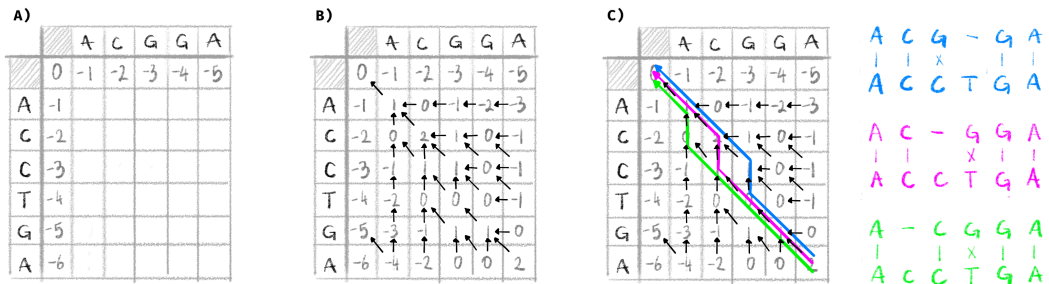 A)
A C G G A
0 -1 -2 -3 -4 -5
A -1
C -2
C -3
T -4
G -5
A -6
B)
A C G G A
0 -1 -2 -3 -4 -5
A -1 1 0 -1 -2 -3
C -2 0 2 1 0 -1
C -3 -1 1 1 0 -1
T -4 -2 0 0 0 -1
G -5 -3 -1 1 1 0
A -6 -4 -2 0 0 2
C)
A C G G A
0 -1 -2 -3 -4 -5
A -1 1 0 -1 -2 -3
C -2 0 1 0 -1
C -3 -1 1 0 -1
T -4 -2 0 0 0 -1
G -5 -3 -1 1 1 0
A -6 -4 -2 0 0 2
A C G - G A
| | x | |
A C C T G A
A C - G G A
| | x | |
A C C T G A
A - C G G A
| | x | |
A C C T G A